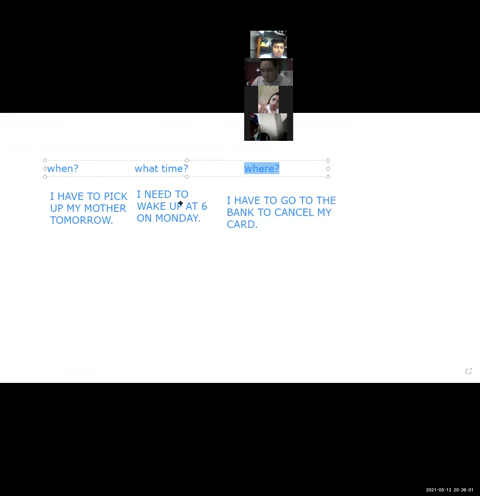 when? what time? where?
I HAVE TO PICK
UP MY MOTHER
TOMORROW.
I NEED TO
WAKE UP AT 6
ON MONDAY.
I HAVE TO GO TO THE
BANK TO CANCEL MY
CARD.
2021-03-12 20:26:01